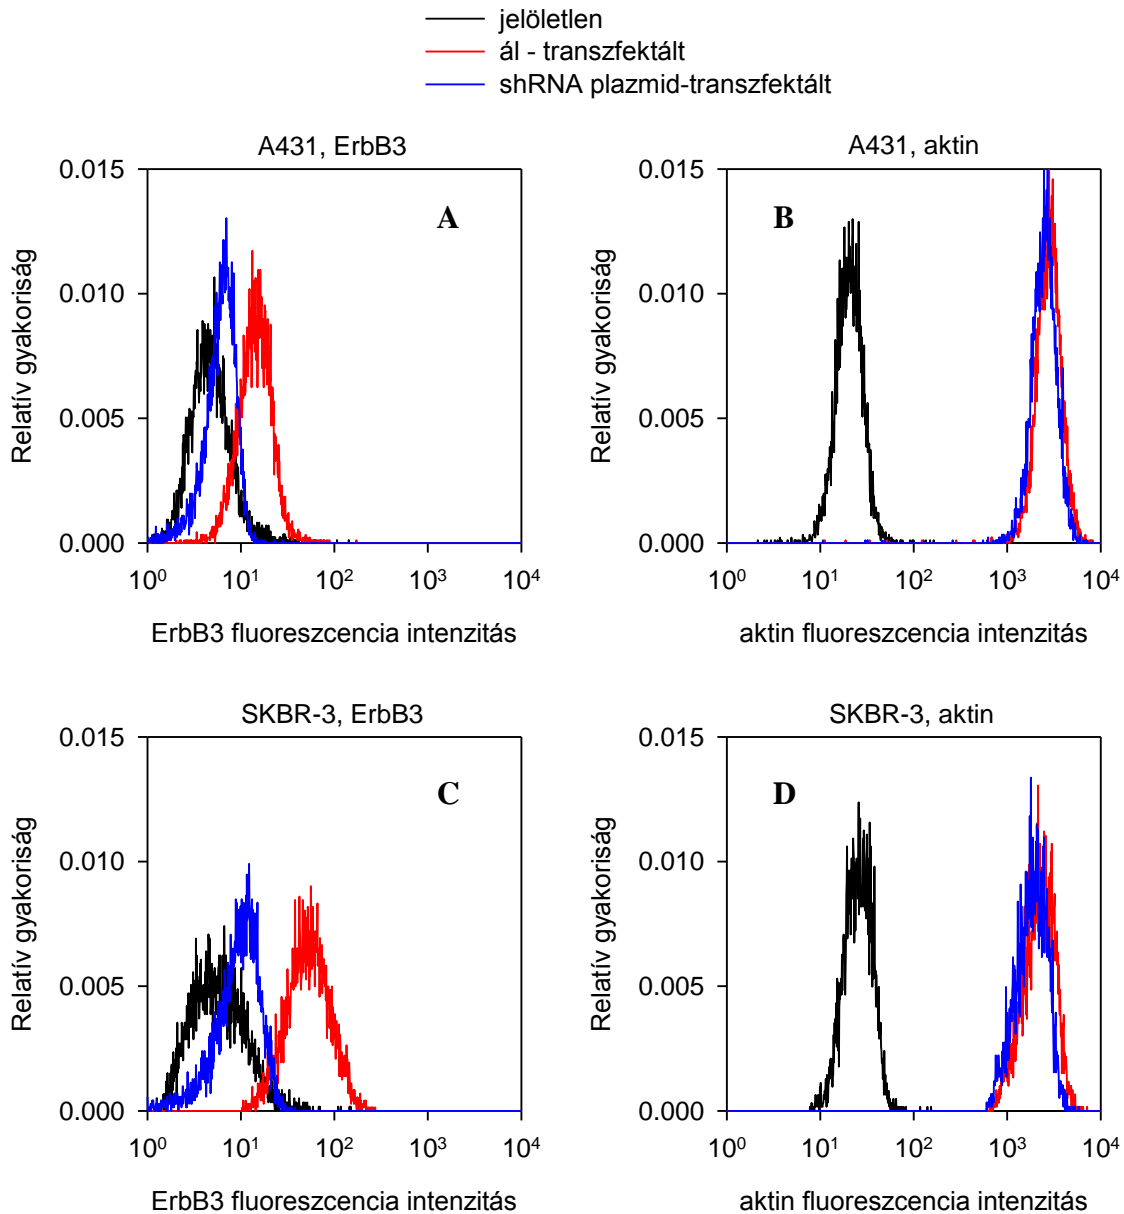 jelöletlen
ál - transzfektált
shRNA plazmid-transzfektált
A431, ErbB3
A
0.015
0.010
0.005
0.000
Relatív gyakoriság
10⁰ 10¹ 10² 10³ 10⁴
ErbB3 fluoreszcencia intenzitás
A431, aktin
B
0.015
0.010
0.005
0.000
Relatív gyakoriság
10⁰ 10¹ 10² 10³ 10⁴
aktin fluoreszcencia intenzitás
SKBR-3, ErbB3
C
0.015
0.010
0.005
0.000
Relatív gyakoriság
10⁰ 10¹ 10² 10³ 10⁴
ErbB3 fluoreszcencia intenzitás
SKBR-3, aktin
D
0.015
0.010
0.005
0.000
Relatív gyakoriság
10⁰ 10¹ 10² 10³ 10⁴
aktin fluoreszcencia intenzitás